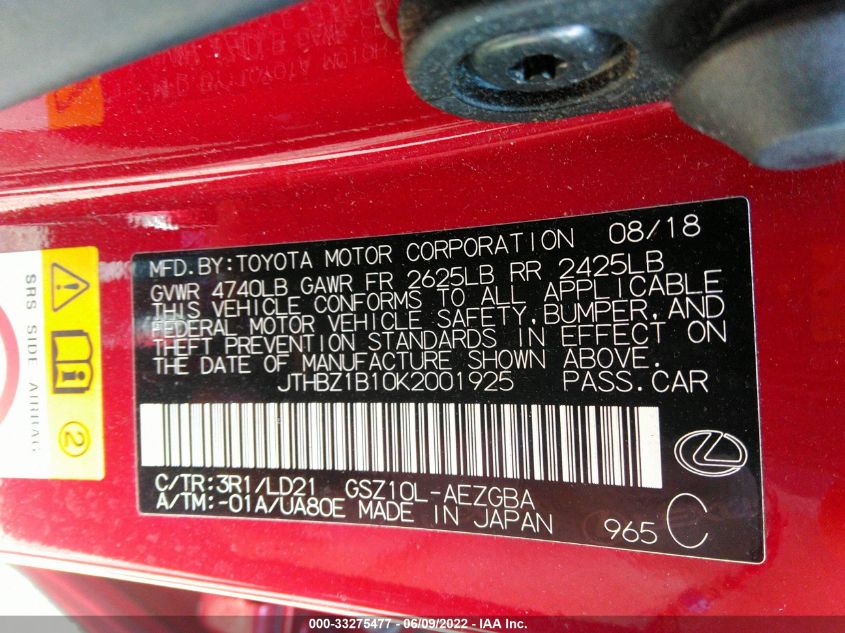 MFD.BY:TOYOTA MOTOR CORPORATION 08/18
GVWR 4740LB GAWR FR 2625LB RR 2425LB
THIS VEHICLE CONFORMS TO ALL APPLICABLE
FEDERAL MOTOR VEHICLE SAFETY, BUMPER, AND
THEFT PREVENTION STANDARDS IN EFFECT ON
THE DATE OF MANUFACTURE SHOWN ABOVE.
JTHBZ1B10K2001925 PASS.CAR
C/TR:3R1/LD21 GSZ10L-AEZGBA
A/TM:-01A/UA80E MADE IN JAPAN 965 C
SRS SIDE AIRBAG
2
000-33275477 - 06/09/2022 - IAA Inc.